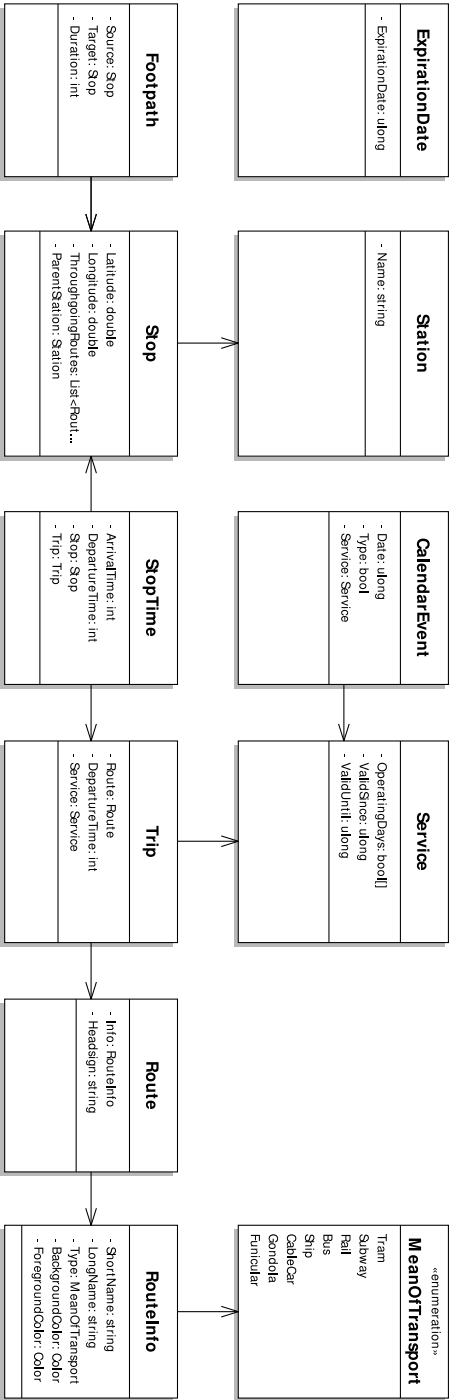 ExpirationDate
- ExpirationDate: ulong
Station
- Name: string
CalendarEvent
- Date: ulong
- Type: bool
- Service: Service
Service
- OperatingDays: bool[]
- ValidSince: ulong
- ValidUntil: ulong
«enumeration»
MeanOfTransport
Tram
Subway
Rail
Bus
Ship
CableCar
Gondola
Funicular
Footpath
- Source: Stop
- Target: Stop
- Duration: int
Stop
- Latitude: double
- Longitude: double
- ThroughgoingRoutes: List<Rout...
- ParentStation: Station
StopTime
- ArrivalTime: int
- DepartureTime: int
- Stop: Stop
- Trip: Trip
Trip
- Route: Route
- DepartureTime: int
- Service: Service
Route
- Info: RouteInfo
- Headsign: string
RouteInfo
- ShortName: string
- LongName: string
- Type: MeanOfTransport
- BackgroundColor: Color
- ForegroundColor: Color